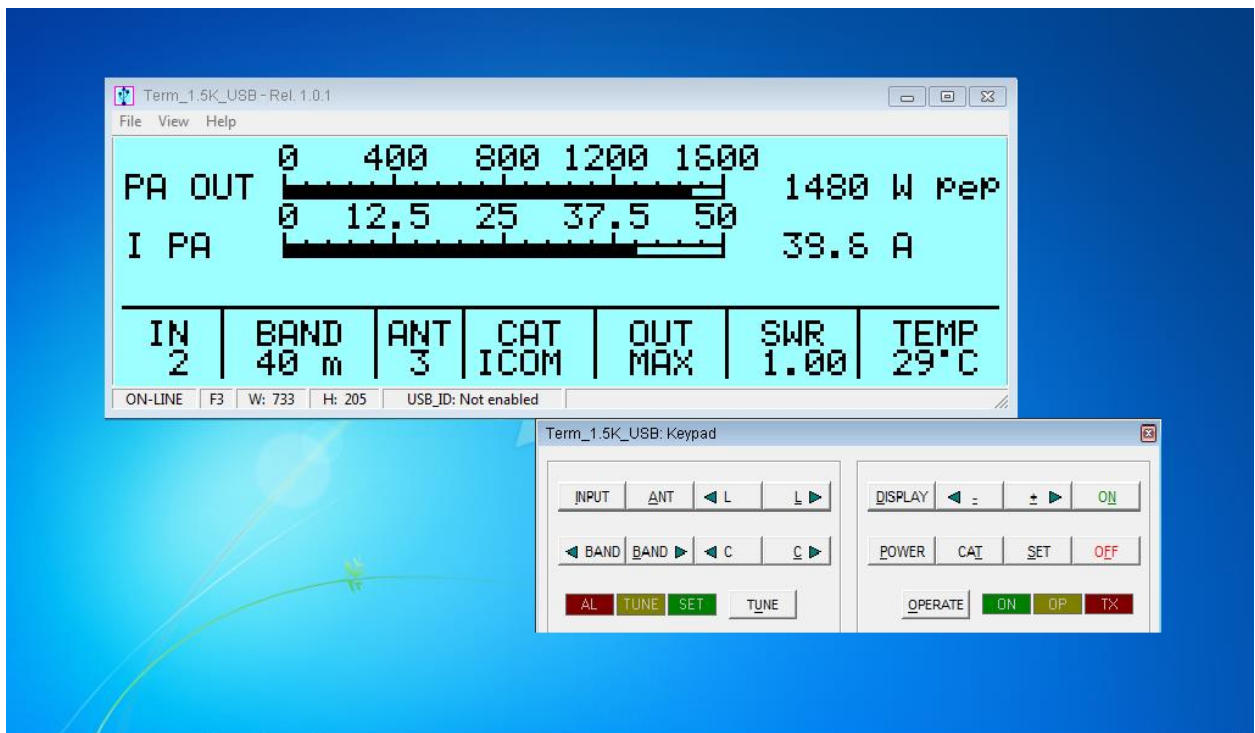 Term_1.5K_USB - Rel. 1.0.1
File View Help
0 400 800 1200 1600
PA OUT 1480 W pep
0 12.5 25 37.5 50
I PA 39.6 A
IN BAND ANT CAT OUT SWR TEMP
2 40 m 3 ICOM MAX 1.00 29°C
ON-LINE F3 W: 733 H: 205 USB_ID: Not enabled
Term_1.5K_USB: Keypad
INPUT ANT ◀ L L ▶ DISPLAY ◀ - + ▶ ON
◀ BAND BAND ▶ ◀ C C ▶ POWER CAT SET OFF
AL TUNE SET TUNE OPERATE ON OP TX